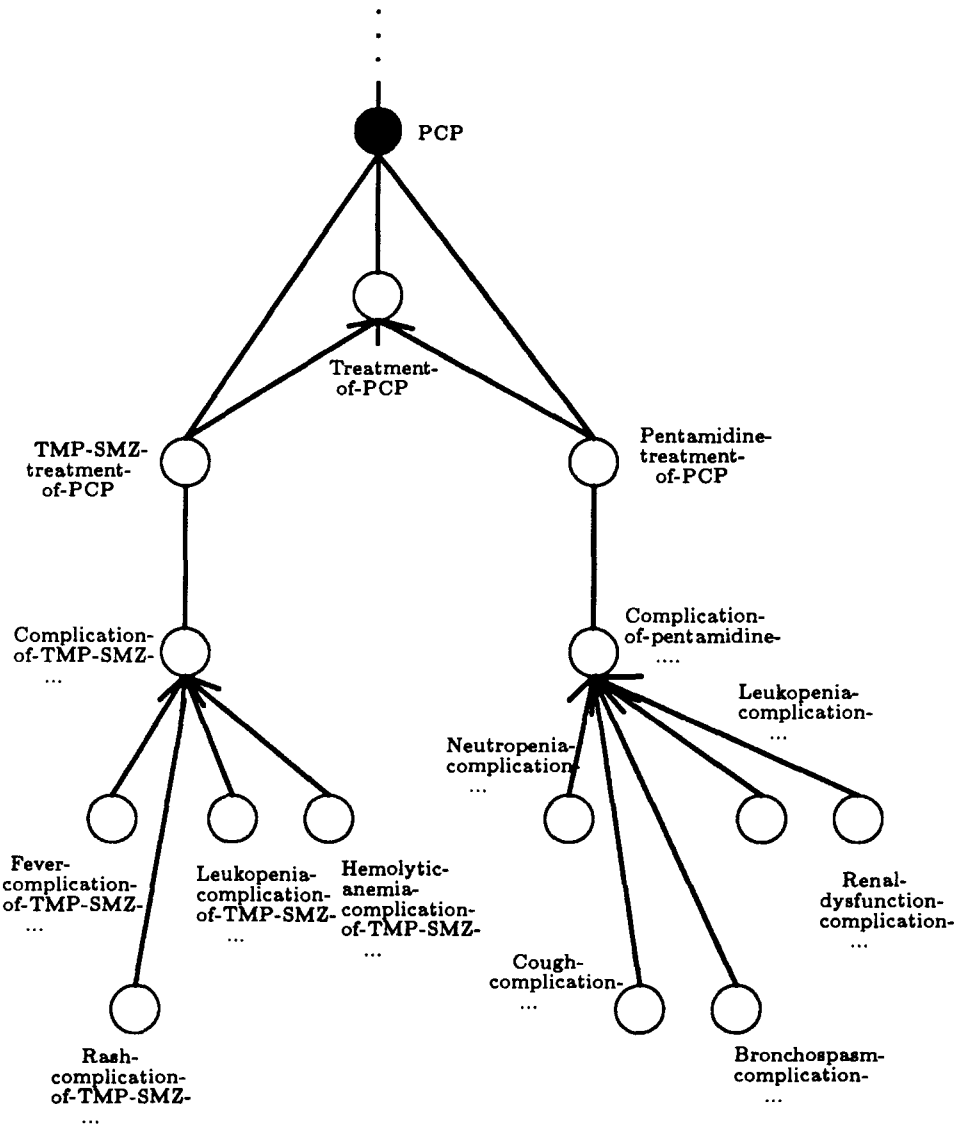 PCP
Treatment-
of-PCP
TMP-SMZ-
treatment-
of-PCP
Pentamidine-
treatment-
of-PCP
Complication-
of-TMP-SMZ-
...
Complication-
of-pentamidine-
....
Leukopenia-
complication-
...
Neutropenia-
complication-
...
Fever-
complication-
of-TMP-SMZ-
...
Leukopenia-
complication-
of-TMP-SMZ-
...
Hemolytic-
anemia-
complication-
of-TMP-SMZ-
...
Renal-
dysfunction-
complication-
...
Cough-
complication-
...
Rash-
complication-
of-TMP-SMZ-
...
Bronchospasm-
complication-
...